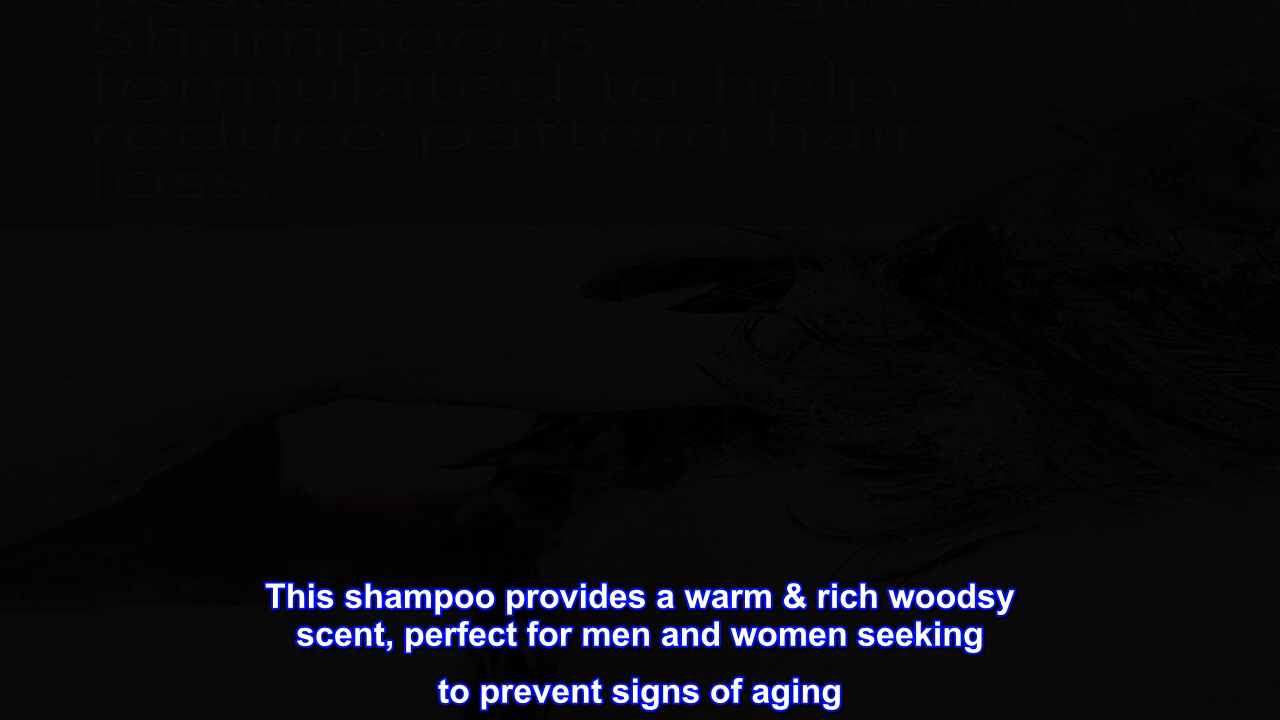 Shampoo is
formulated to help
reduce pattern hair
loss.
This shampoo provides a warm & rich woodsy
scent, perfect for men and women seeking
to prevent signs of aging